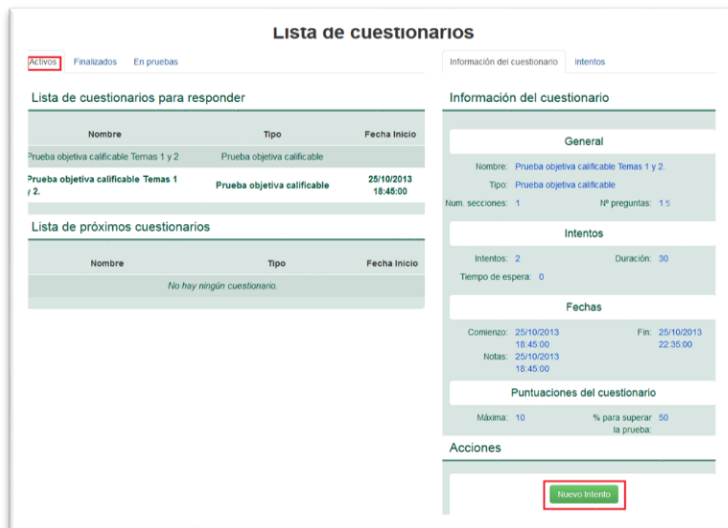 Lista de cuestionarios
Activos Finalizados En pruebas
Lista de cuestionarios para responder
Nombre Tipo Fecha Inicio
Prueba objetiva calificable Temas 1 y 2 Prueba objetiva calificable
Prueba objetiva calificable Temas 1 y 2. Prueba objetiva calificable 25/10/2013 18:45:00
Lista de próximos cuestionarios
Nombre Tipo Fecha Inicio
No hay ningún cuestionario.
Información del cuestionario Intentos
Información del cuestionario
General
Nombre: Prueba objetiva calificable Temas 1 y 2.
Tipo: Prueba objetiva calificable
Num. secciones: 1 Nº preguntas: 15
Intentos
Intentos: 2 Duración: 30
Tiempo de espera: 0
Fechas
Comienzo: 25/10/2013 18:45:00 Fin: 25/10/2013 22:35:00
Notas: 25/10/2013 18:45:00
Puntuaciones del cuestionario
Máxima: 10 % para superar la prueba: 50
Acciones
Nuevo Intento